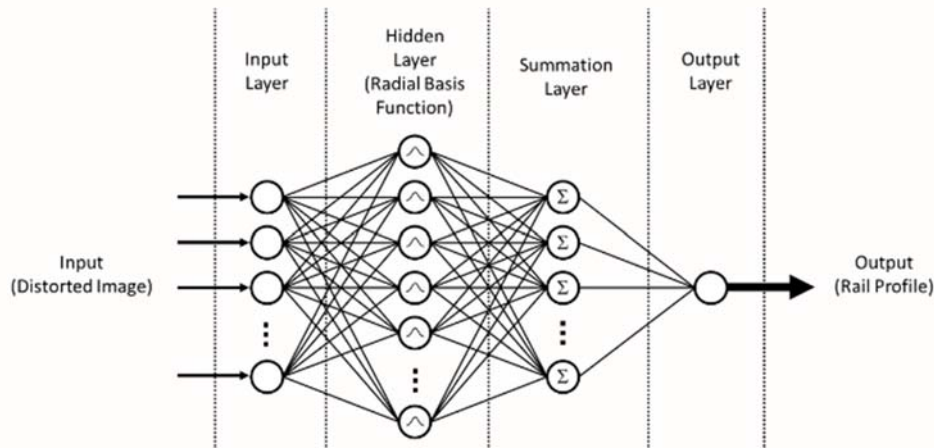 Input
Layer
Hidden
Layer
(Radial Basis
Function)
Summation
Layer
Output
Layer
Input
(Distorted Image)
Σ
Σ
Σ
Σ
Output
(Rail Profile)